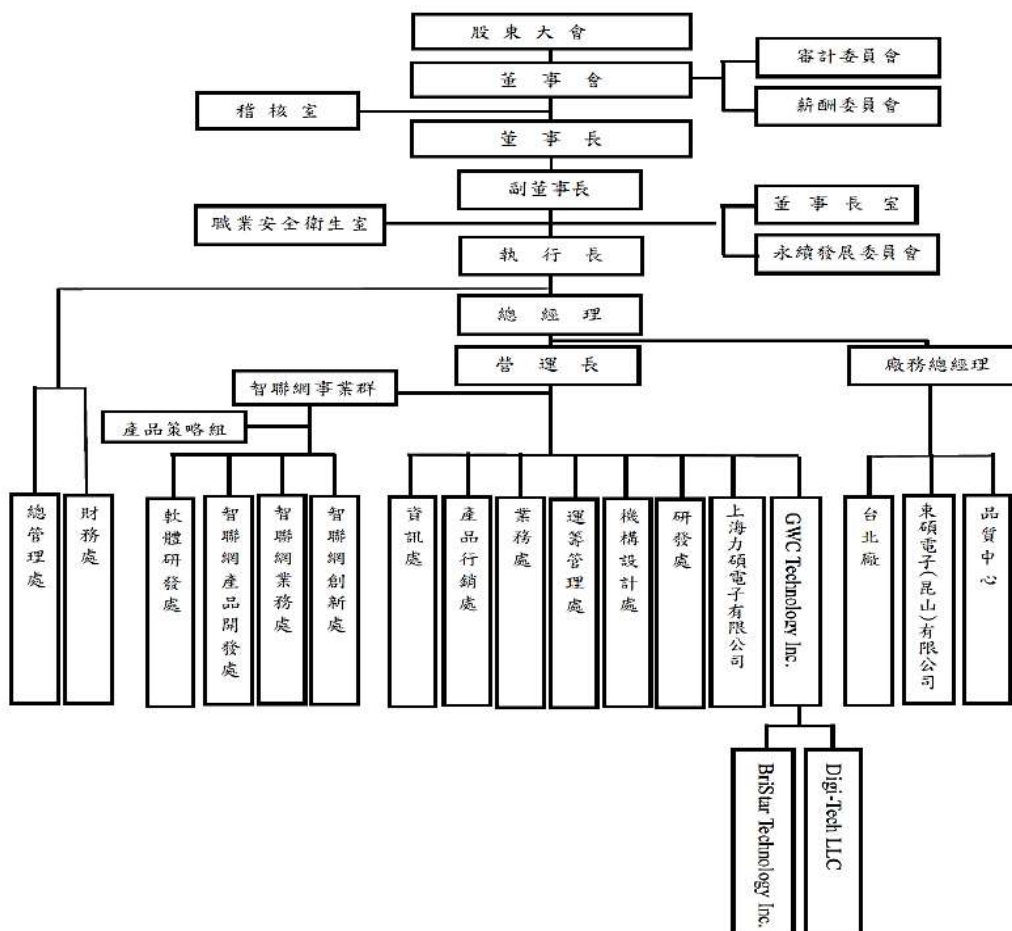 股東大會
董事會
審計委員會
薪酬委員會
稽核室
董事長
副董事長
職業安全衛生室
董事長室
永續發展委員會
執行長
總經理
營運長
廠務總經理
智聯網事業群
產品策略組
總管理處
財務處
軟體研發處
智聯網產品開發處
智聯網業務處
智聯網創新處
資訊處
產品行銷處
業務處
運籌管理處
機構設計處
研發處
上海力碩電子有限公司
GWC Technology Inc.
台北廠
東碩電子(昆山)有限公司
品質中心
BriStar Technology Inc.
Digi-Tech LLC